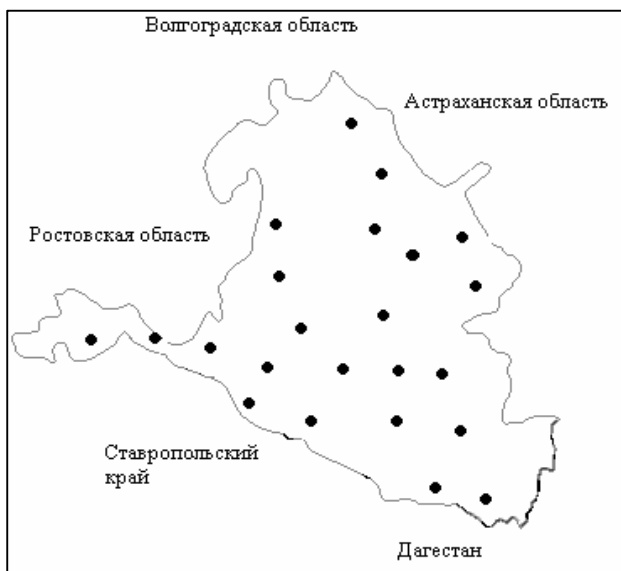 Волгоградская область
Астраханская область
Ростовская область
Ставропольский
край
Дагестан